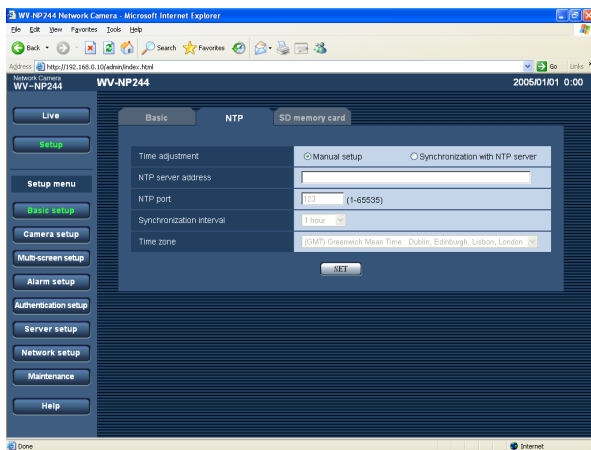 WV-NP244 Network Camera - Microsoft Internet Explorer
File Edit View Favorites Tools Help
Back Search Favorites
Address http://192.168.0.10/admin/index.html Go Links
Network Camera
WV-NP244
WV-NP244
2005/01/01 0:00
Live
Setup
Setup menu
Basic setup
Camera setup
Multi-screen setup
Alarm setup
Authentication setup
Server setup
Network setup
Maintenance
Help
Basic NTP SD memory card
Time adjustment Manual setup Synchronization with NTP server
NTP server address
NTP port 123 (1-65535)
Synchronization interval 1 hour
Time zone (GMT) Greenwich Mean Time : Dublin, Edinburgh, Lisbon, London
SET
Done Internet